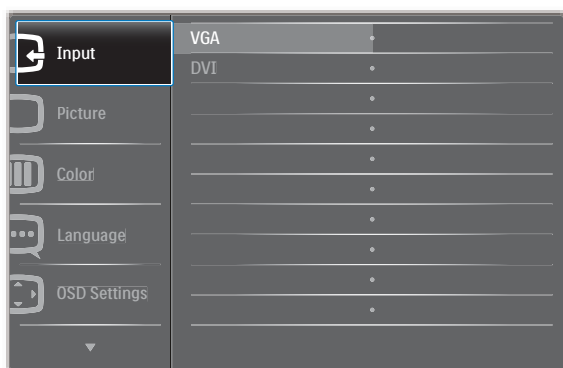 Input
Picture
Color
Language
OSD Settings
VGA
DVI